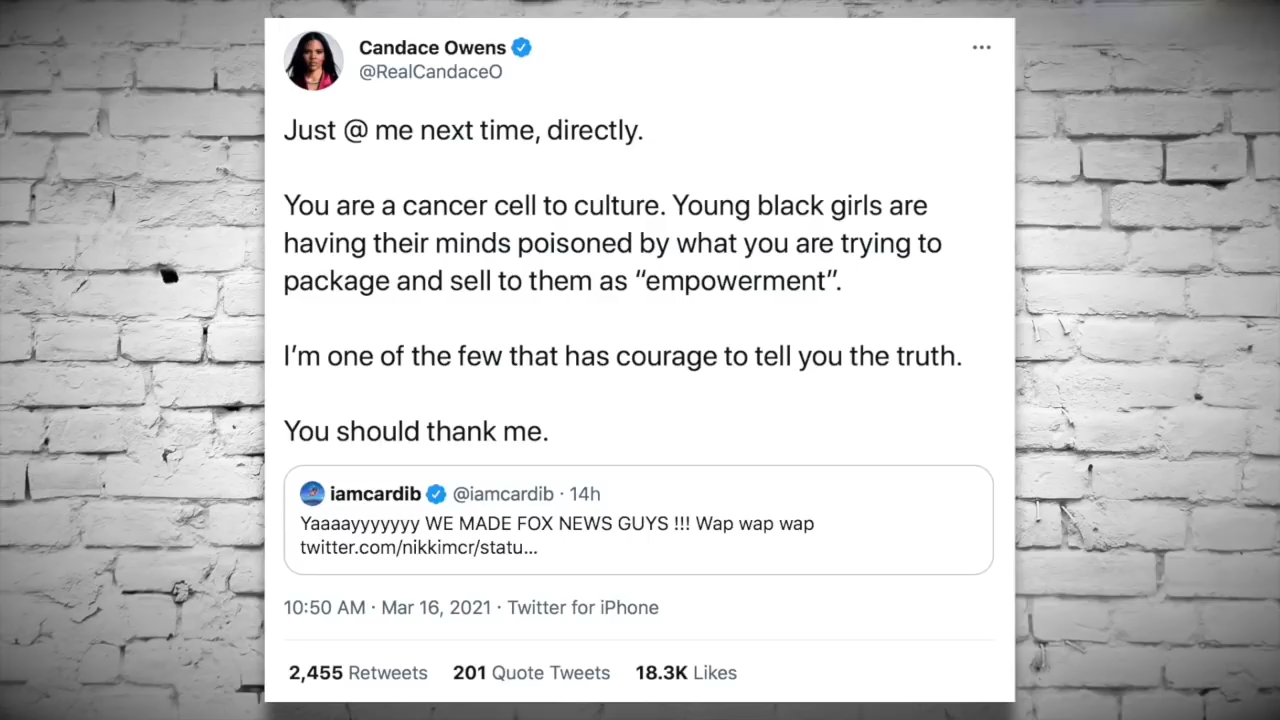 Candace Owens
@RealCandaceO
Just @ me next time, directly.
You are a cancer cell to culture. Young black girls are
having their minds poisoned by what you are trying to
package and sell to them as “empowerment”.
I’m one of the few that has courage to tell you the truth.
You should thank me.
iamcardib @iamcardib · 14h
Yaaaayyyyyyy WE MADE FOX NEWS GUYS !!! Wap wap wap
twitter.com/nikkimcr/statu...
10:50 AM · Mar 16, 2021 · Twitter for iPhone
2,455 Retweets 201 Quote Tweets 18.3K Likes